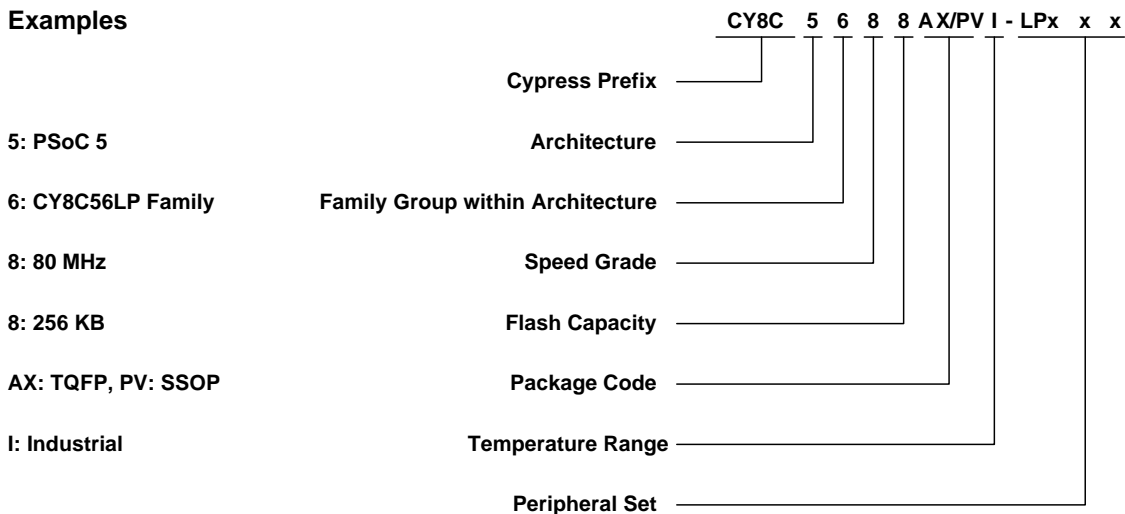 Examples CY8C 5 6 8 8 AX/PV I - LPx x x
Cypress Prefix
5: PSoC 5 Architecture
6: CY8C56LP Family Family Group within Architecture
8: 80 MHz Speed Grade
8: 256 KB Flash Capacity
AX: TQFP, PV: SSOP Package Code
I: Industrial Temperature Range
Peripheral Set